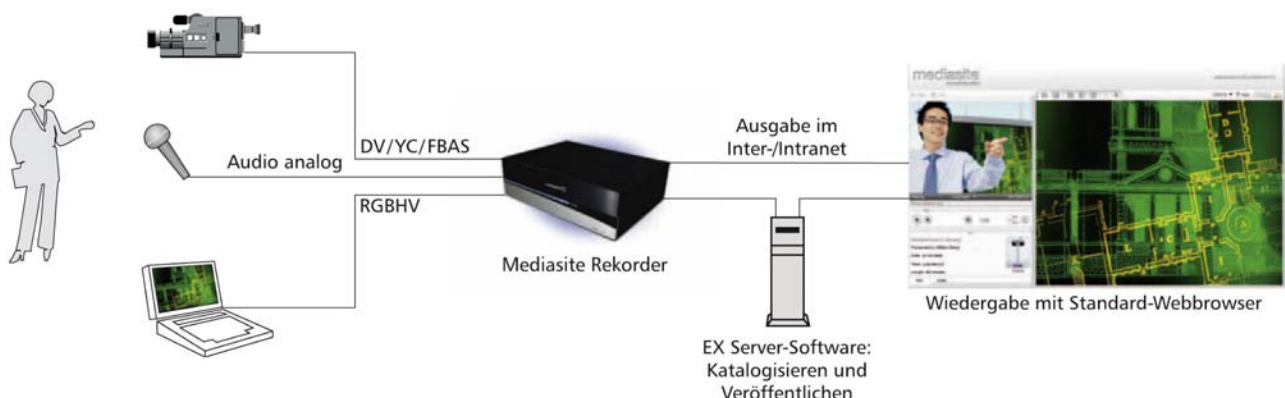 mediasite
DV/YC/FBAS
Audio analog
RGBHV
Mediasite Rekorder
Ausgabe im
Inter-/Intranet
EX Server-Software:
Katalogisieren und
Veröffentlichen
Wiedergabe mit Standard-Webbrowser